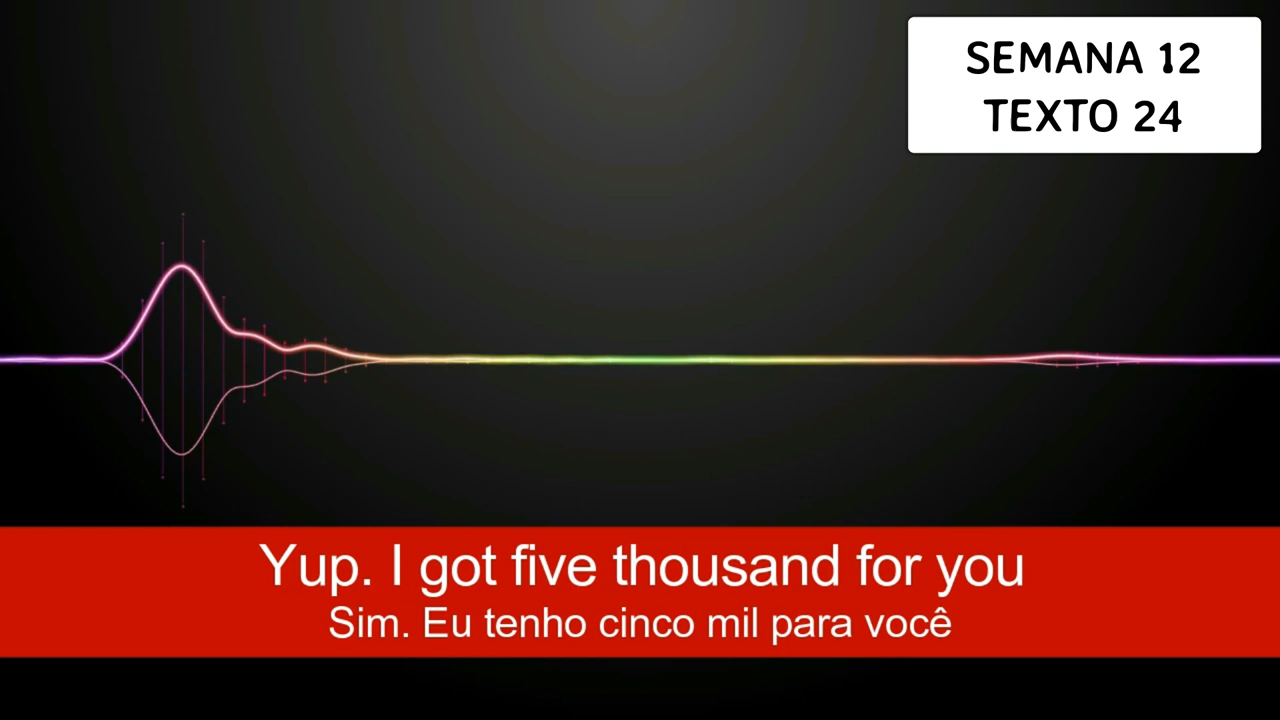 SEMANA 12
TEXTO 24
Yup. I got five thousand for you
Sim. Eu tenho cinco mil para você